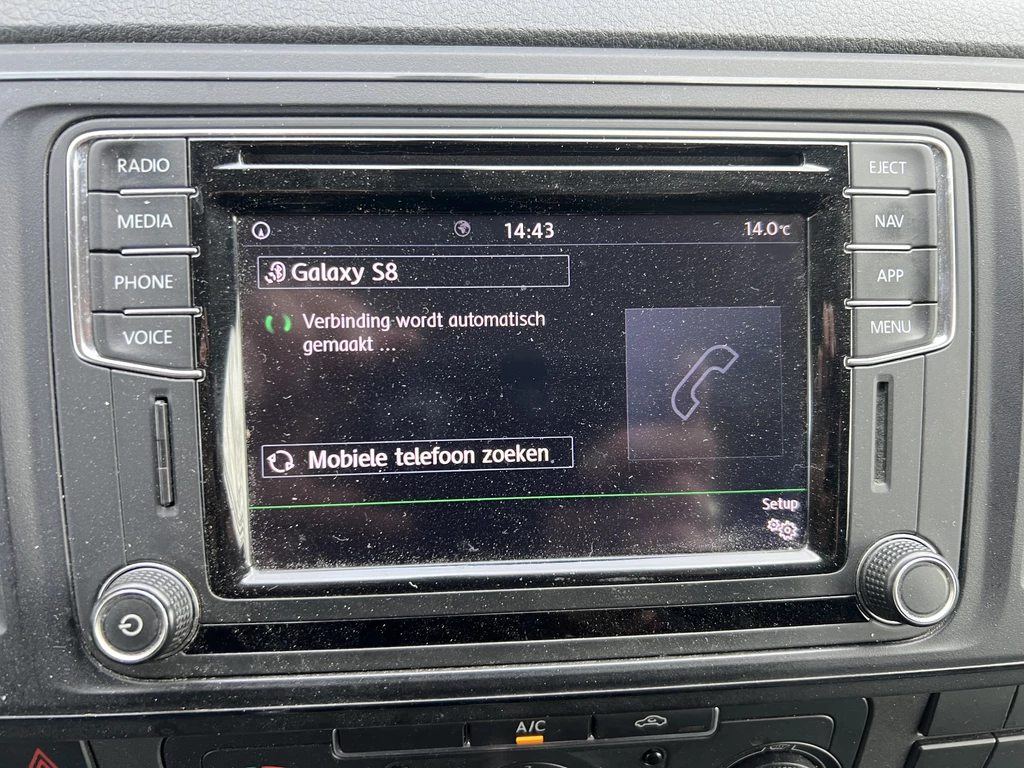 RADIO
MEDIA
PHONE
VOICE
EJECT
NAV
APP
MENU
14:43
14.0°C
Galaxy S8
Verbinding wordt automatisch
gemaakt ...
Mobiele telefoon zoeken
Setup
A/C